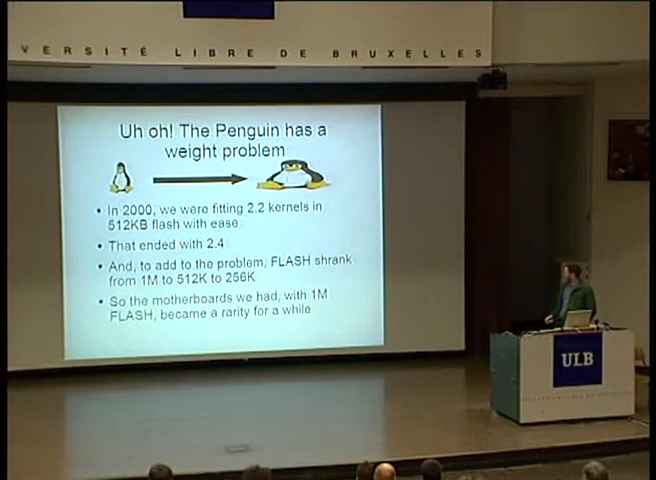 VERSITÉ LIBRE DE BRUXELLES
Uh oh! The Penguin has a
weight problem
• In 2000, we were fitting 2.2 kernels in
512KB flash with ease
• That ended with 2.4
• And, to add to the problem, FLASH shrank
from 1M to 512K to 256K
• So the motherboards we had, with 1M
FLASH, became a rarity for a while
ULB